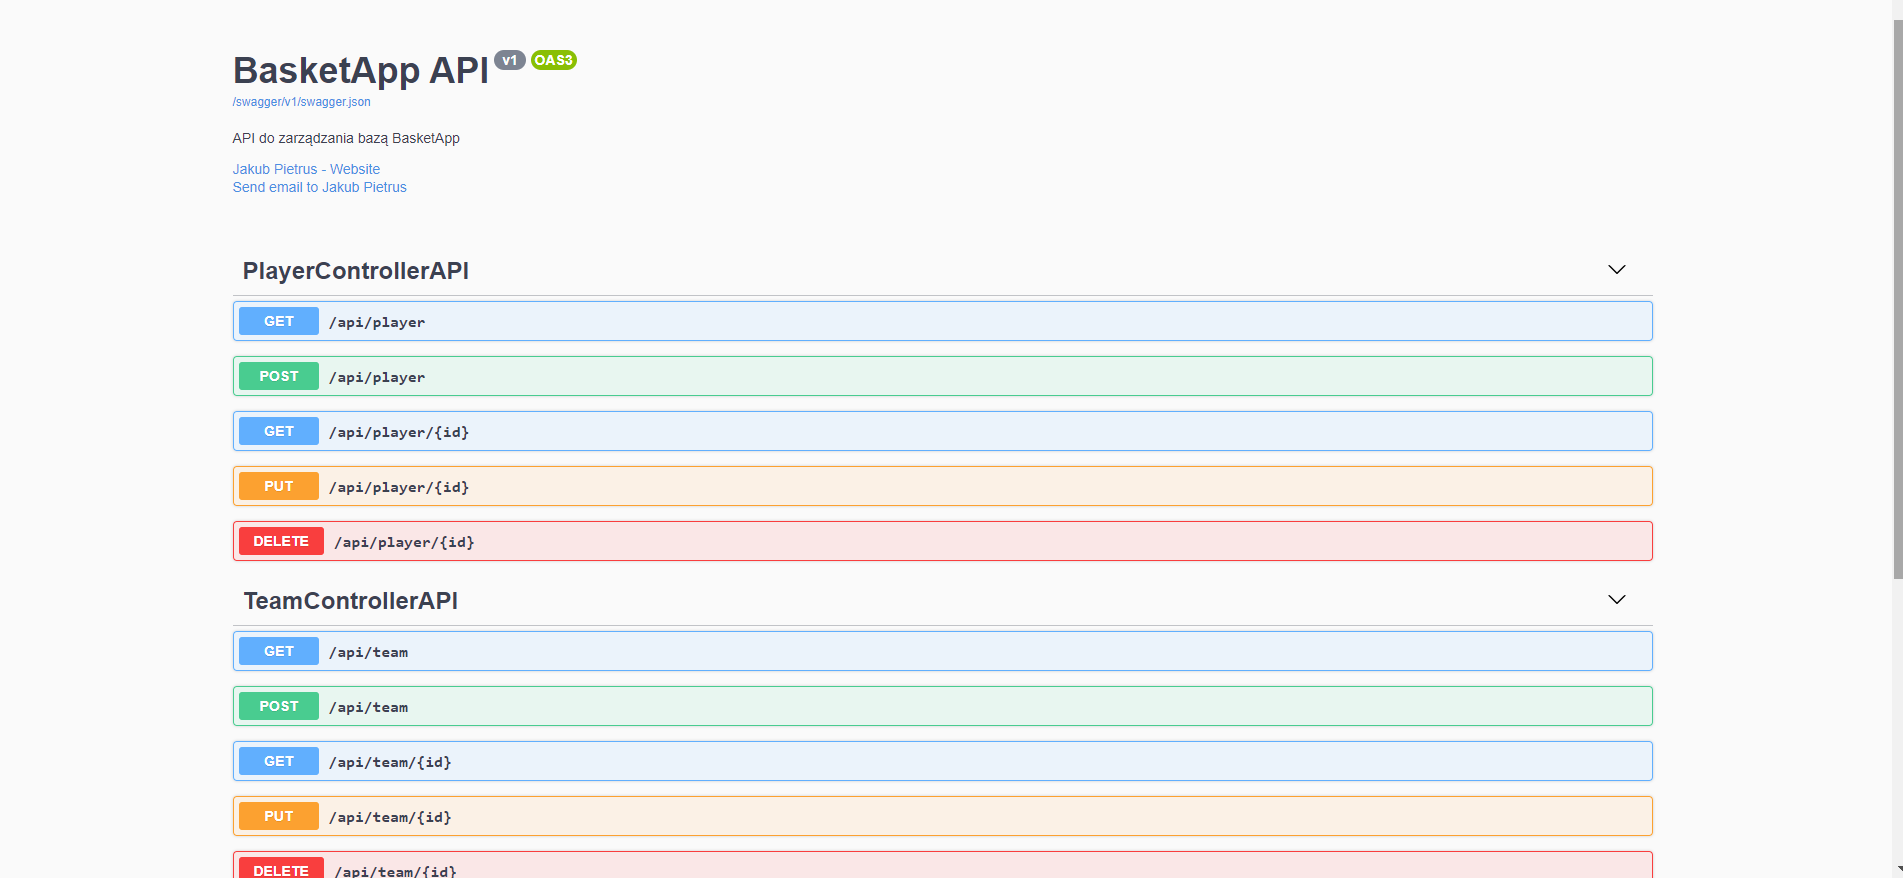 BasketApp API v1 OAS3
/swagger/v1/swagger.json
API do zarządzania bazą BasketApp
Jakub Pietrus - Website
Send email to Jakub Pietrus
PlayerControllerAPI
GET /api/player
POST /api/player
GET /api/player/{id}
PUT /api/player/{id}
DELETE /api/player/{id}
TeamControllerAPI
GET /api/team
POST /api/team
GET /api/team/{id}
PUT /api/team/{id}
DELETE /api/team/{id}